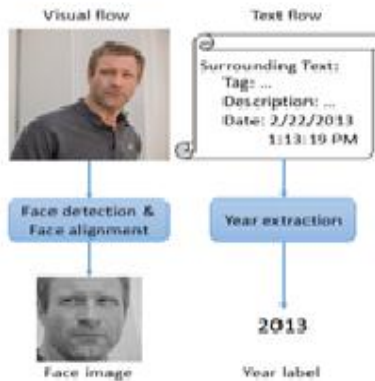 Visual flow
Text flow
Surrounding Text:
Tag: ...
Description: ...
Date: 2/22/2013
1:13:19 PM
Face detection &
Face alignment
Year extraction
2013
Face image
Year label